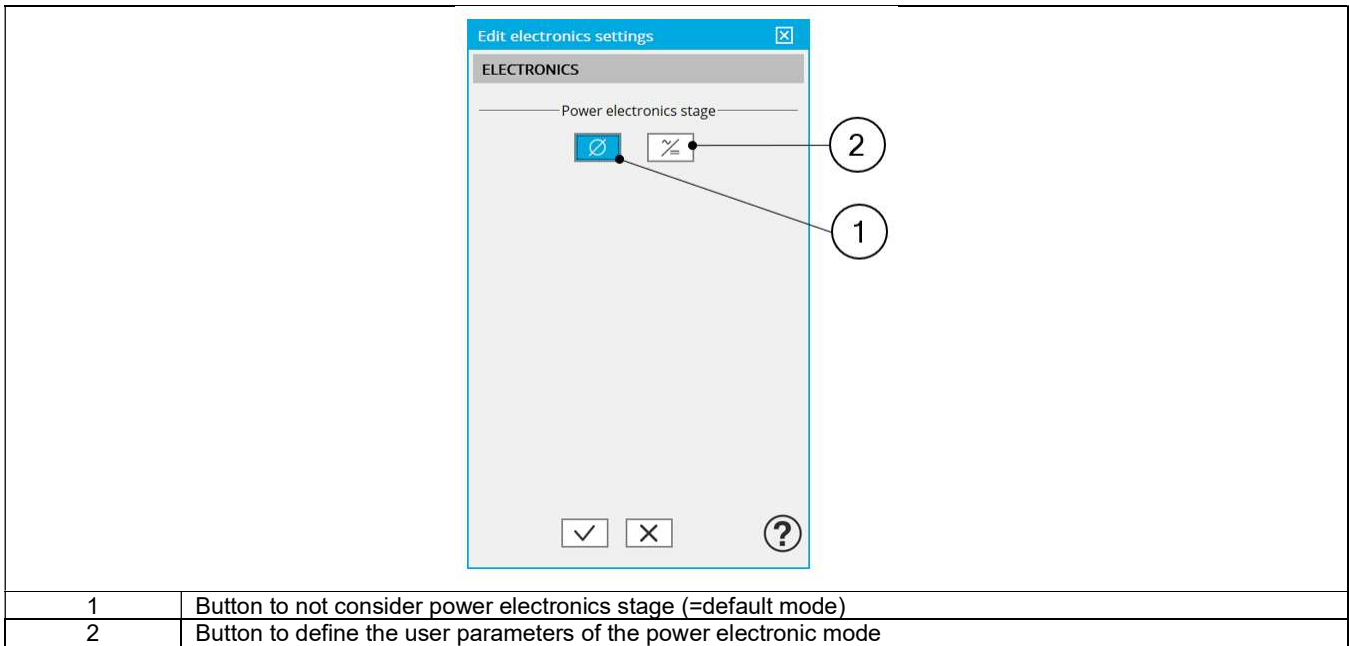 Edit electronics settings
ELECTRONICS
Power electronics stage
2
1
?
1 Button to not consider power electronics stage (=default mode)
2 Button to define the user parameters of the power electronic mode